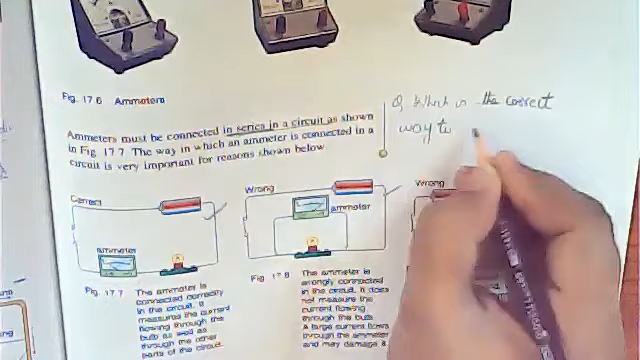 Fig. 17 6 Ammeters
Q, What is the correct
way to
Ammeters must be connected in series in a circuit as shown
in Fig 17 7 The way in which an ammeter is connected in a
circuit is very important for reasons shown below
Correct
ammeter
Fig. 17 7 The ammeter is
connected correctly
in the circuit. It
measures the current
flowing through the
bulb as well as
through the other
parts of the circuit.
Wrong
ammeter
Fig 17 8 The ammeter is
wrongly connected
in the circuit. It does
not measure the
current flowing
through the bulb
A large current flows
through the ammeter
and may damage it.
Wrong